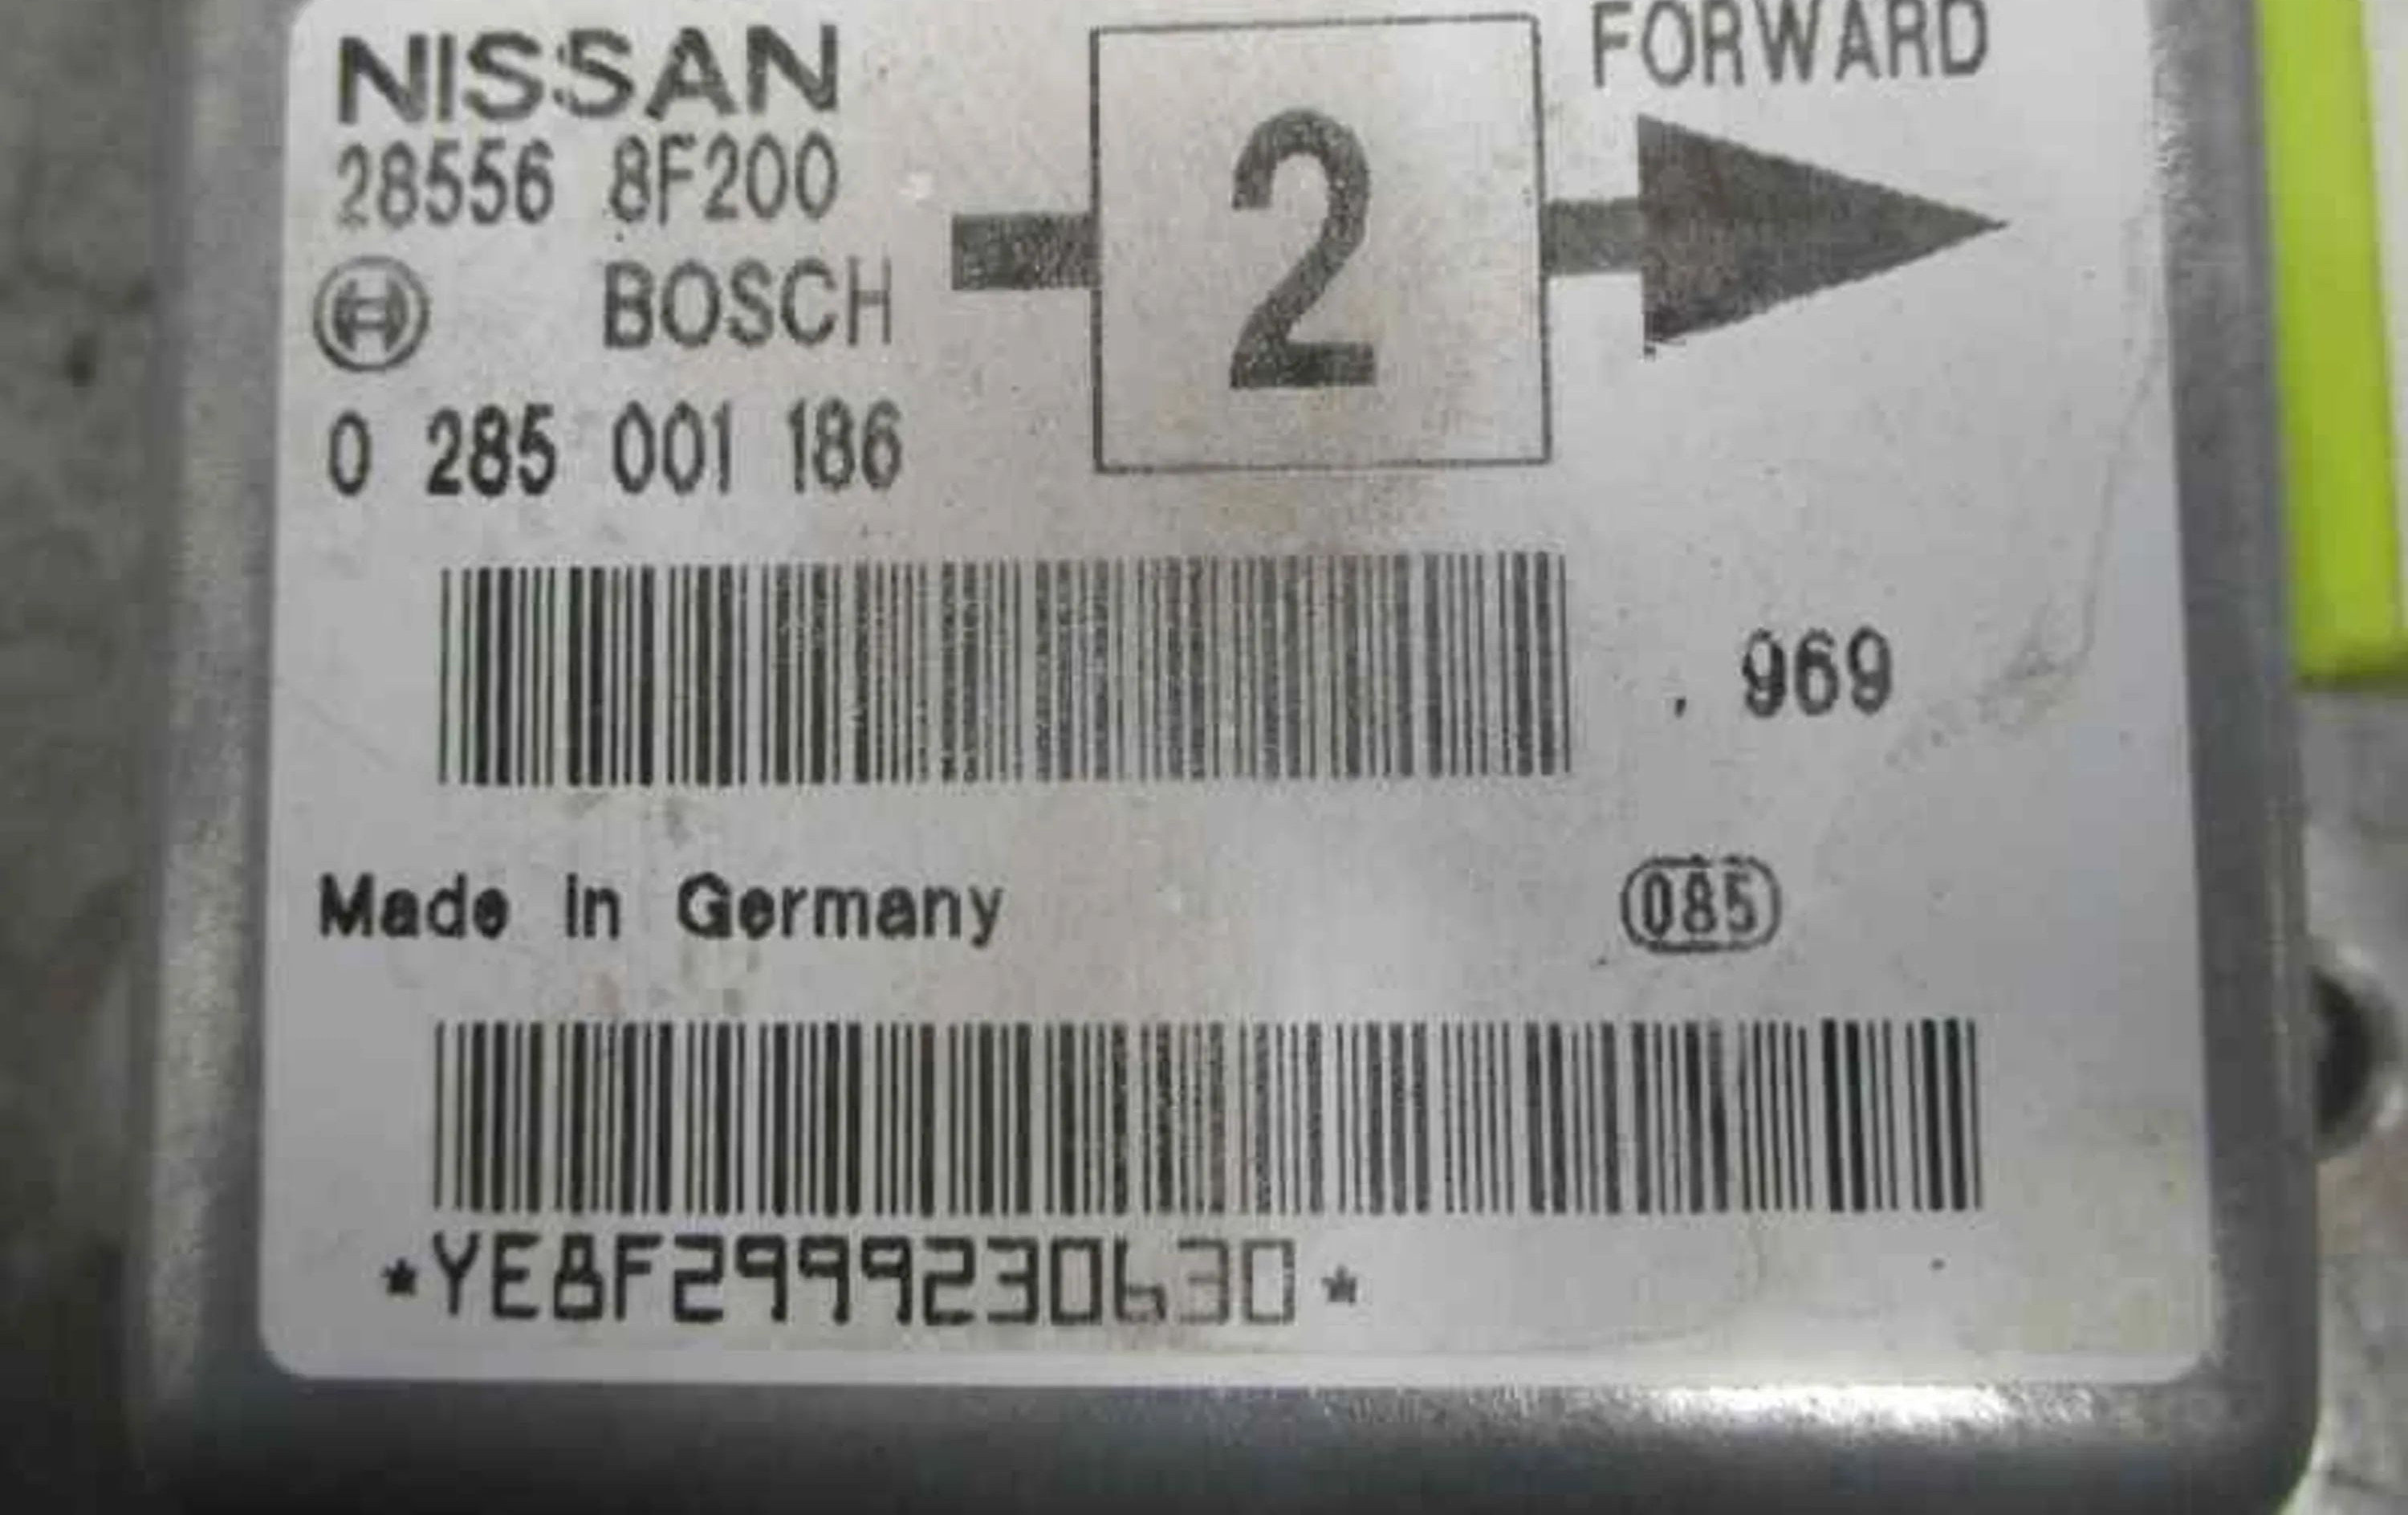 NISSAN
28556 8F200
BOSCH
0 285 001 186
2
FORWARD
. 969
Made in Germany
085
*YE8F2999230630*